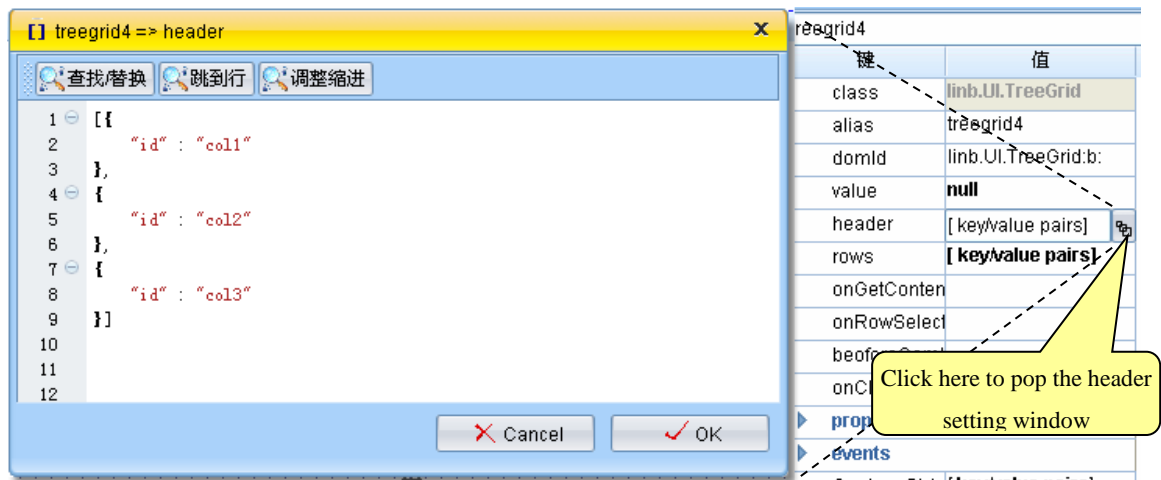 [] treegrid4 => header x
查找/替换 跳到行 调整缩进
1 [{
2 "id" : "col1"
3 },
4 {
5 "id" : "col2"
6 },
7 {
8 "id" : "col3"
9 }]
10
11
12
Cancel OK
treegrid4
键 值
class linb.UI.TreeGrid
alias treegrid4
domId linb.UI.TreeGrid:b:
value null
header [ key/value pairs]
rows [ key/value pairs]
onGetConten
onRowSelect
events
Click here to pop the header
setting window